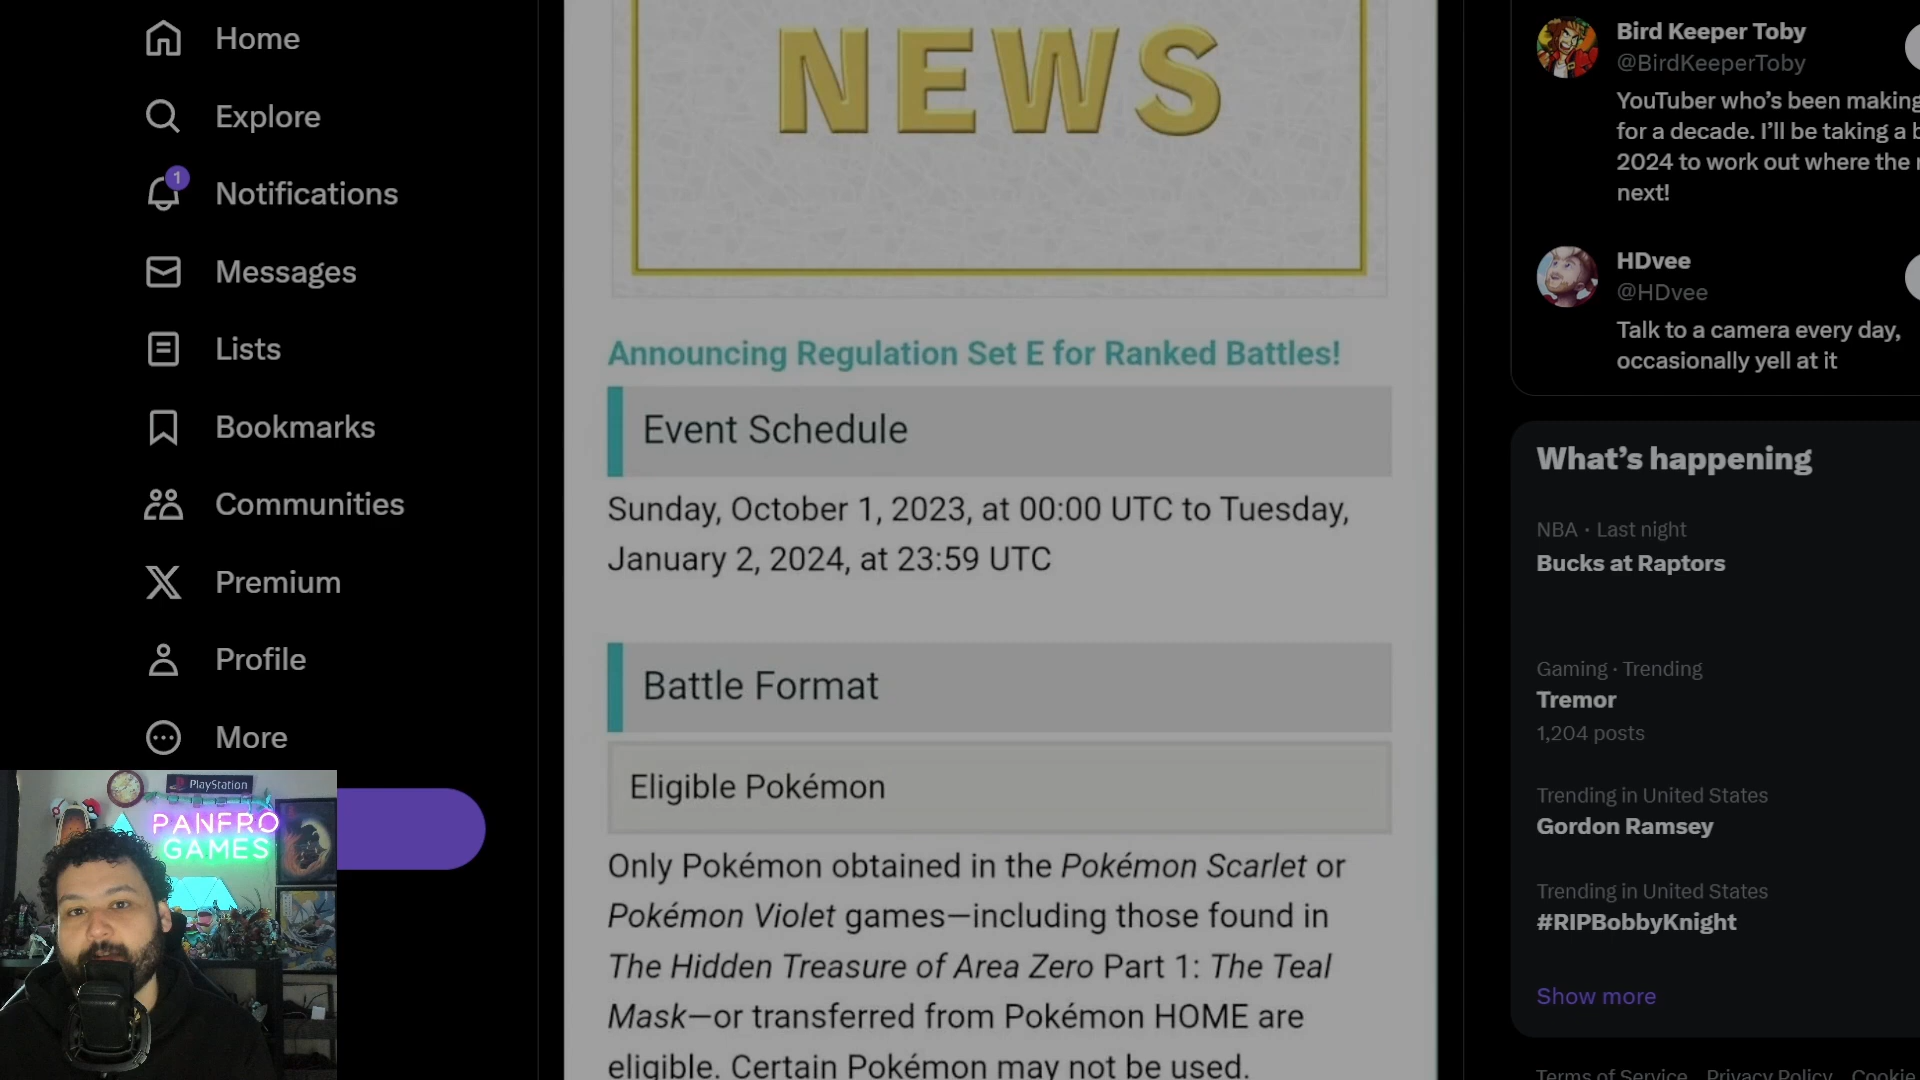 Home
Explore
1
Notifications
Messages
Lists
Bookmarks
Communities
Premium
Profile
More
PlayStation
PANFRO
GAMES
NEWS
Announcing Regulation Set E for Ranked Battles!
Event Schedule
Sunday, October 1, 2023, at 00:00 UTC to Tuesday,
January 2, 2024, at 23:59 UTC
Battle Format
Eligible Pokémon
Only Pokémon obtained in the Pokémon Scarlet or
Pokémon Violet games—including those found in
The Hidden Treasure of Area Zero Part 1: The Teal
Mask—or transferred from Pokémon HOME are
eligible. Certain Pokémon may not be used.
Bird Keeper Toby
@BirdKeeperToby
YouTuber who's been making
for a decade. I'll be taking a
2024 to work out where the
next!
HDvee
@HDvee
Talk to a camera every day,
occasionally yell at it
What's happening
NBA · Last night
Bucks at Raptors
Gaming · Trending
Tremor
1,204 posts
Trending in United States
Gordon Ramsey
Trending in United States
#RIPBobbyKnight
Show more
Terms of Service Privacy Policy Cookie